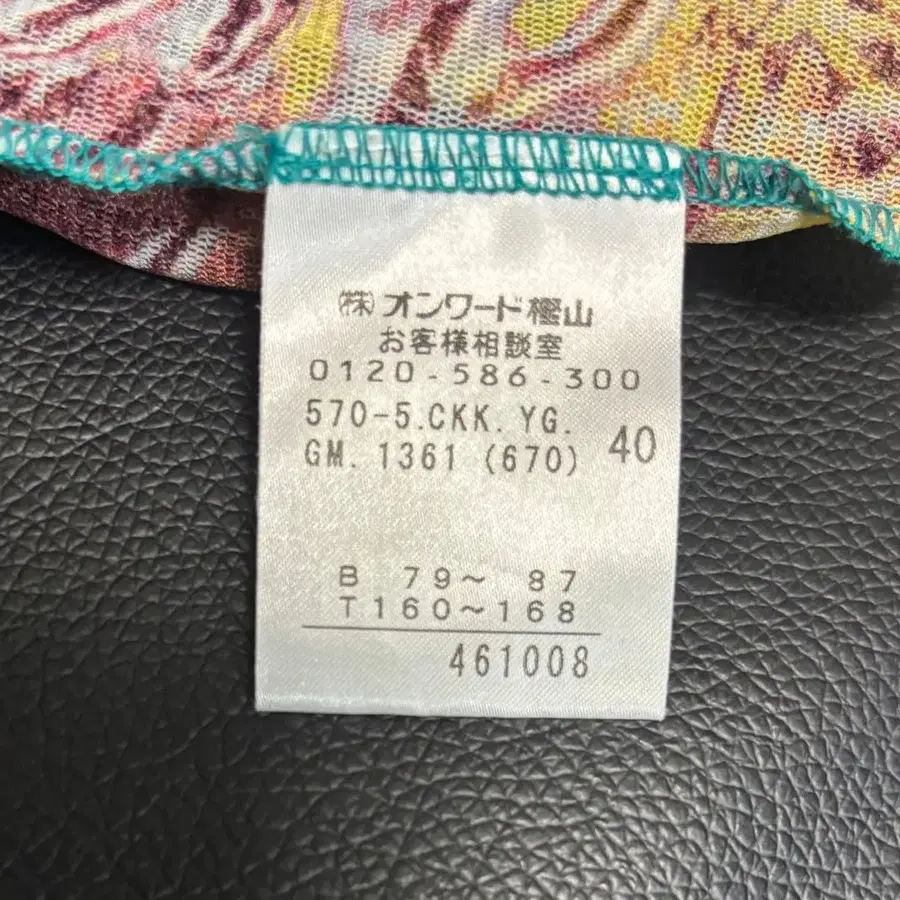 ㈱オンワード樫山
お客様相談室
0120-586-300
570-5.CKK.YG.
GM.1361 (670) 40
B 79～ 87
T160～168
461008